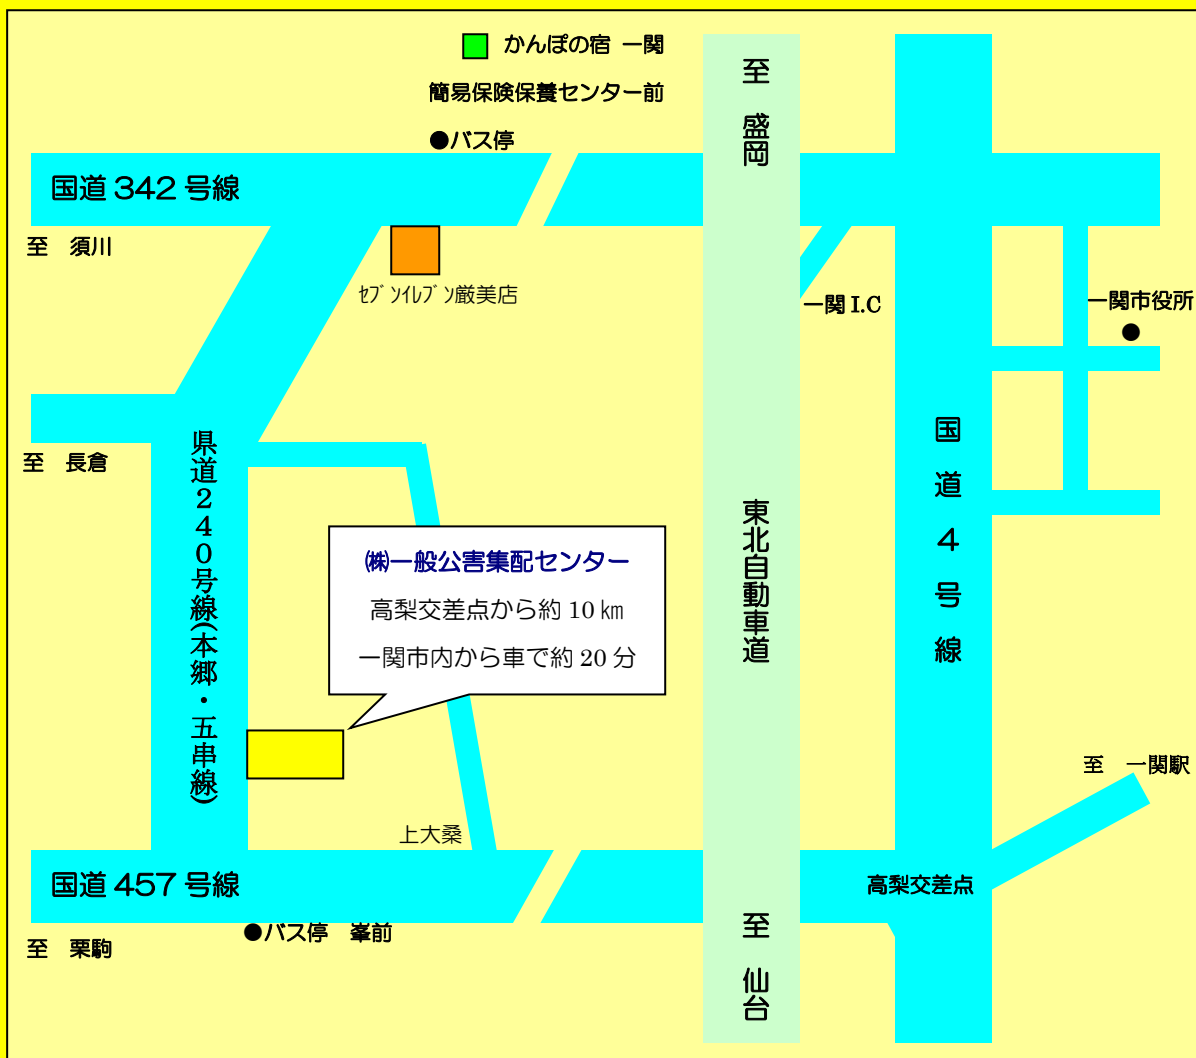 かんぽの宿 一関
簡易保険保養センター前
●バス停
至 盛岡
国道 342 号線
至 須川
ｾﾌﾞﾝｲﾚﾌﾞﾝ厳美店
一関 I.C
一関市役所
●
至 長倉
県道240号線(本郷・五串線)
㈱一般公害集配センター
高梨交差点から約 10 ㎞
一関市内から車で約 20 分
東北自動車道
国道4号線
至 一関駅
上大桑
国道 457 号線
高梨交差点
至 栗駒
●バス停 峯前
至 仙台